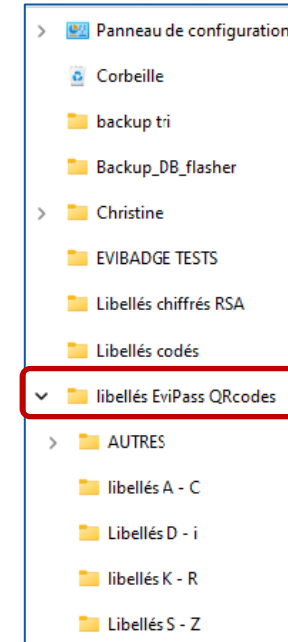 Panneau de configuration
Corbeille
backup tri
Backup_DB_flasher
Christine
EVIBADGE TESTS
Libellés chiffrés RSA
Libellés codés
libellés EviPass QRcodes
AUTRES
libellés A - C
Libellés D - i
libellés K - R
Libellés S - Z